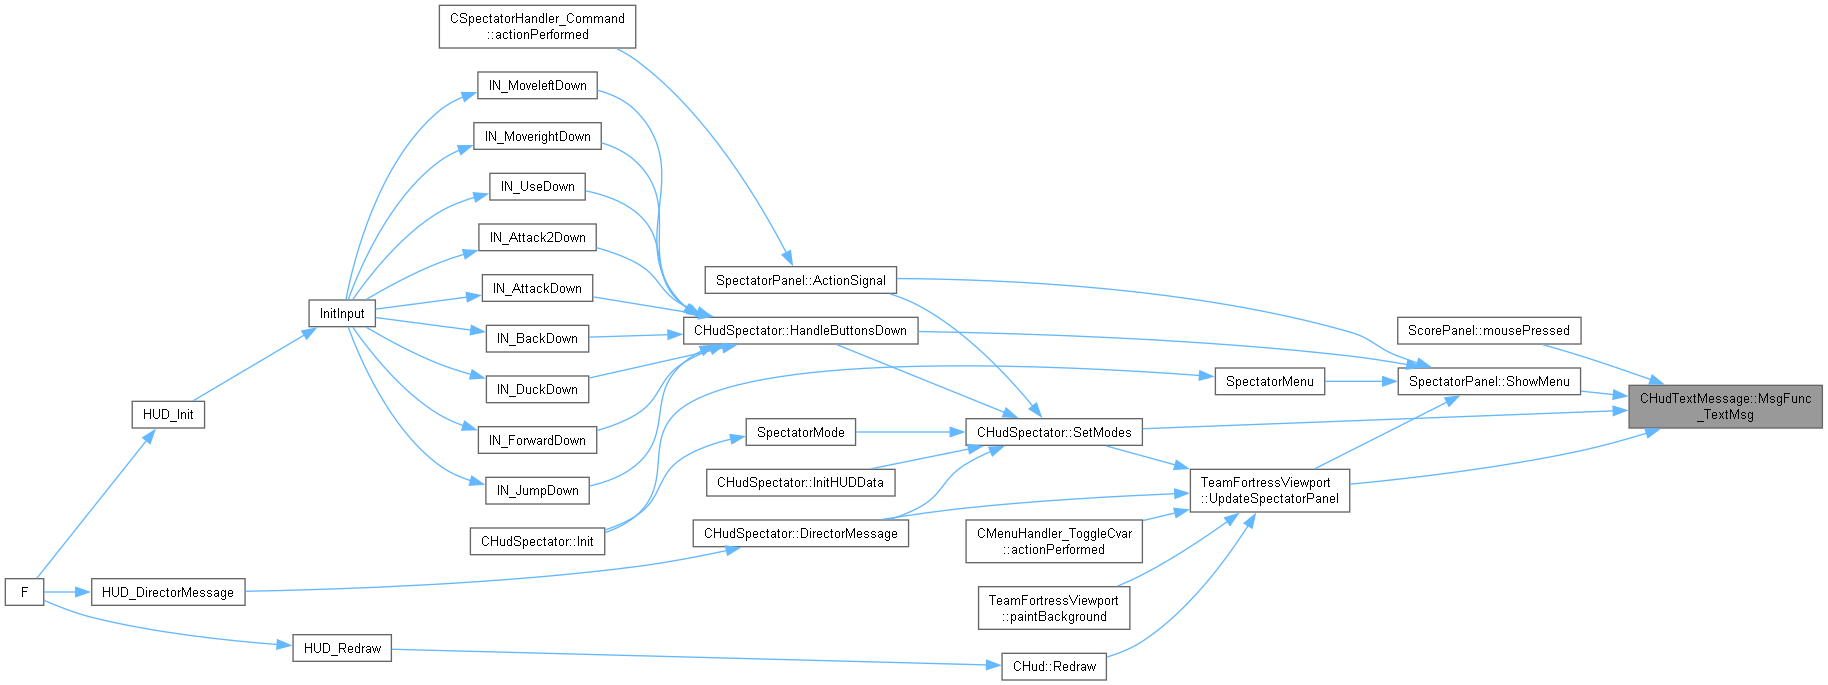 CSpectatorHandler_Command
::actionPerformed
IN_MoveleftDown
IN_MoverightDown
IN_UseDown
IN_Attack2Down
IN_AttackDown
IN_BackDown
IN_DuckDown
IN_ForwardDown
IN_JumpDown
CHudSpectator::Init
InitInput
HUD_Init
F
HUD_DirectorMessage
HUD_Redraw
SpectatorPanel::ActionSignal
CHudSpectator::HandleButtonsDown
SpectatorMode
CHudSpectator::InitHUDData
CHudSpectator::DirectorMessage
CHudSpectator::SetModes
CMenuHandler_ToggleCvar
::actionPerformed
TeamFortressViewport
::paintBackground
CHud::Redraw
SpectatorMenu
TeamFortressViewport
::UpdateSpectatorPanel
ScorePanel::mousePressed
SpectatorPanel::ShowMenu
CHudTextMessage::MsgFunc
_TextMsg